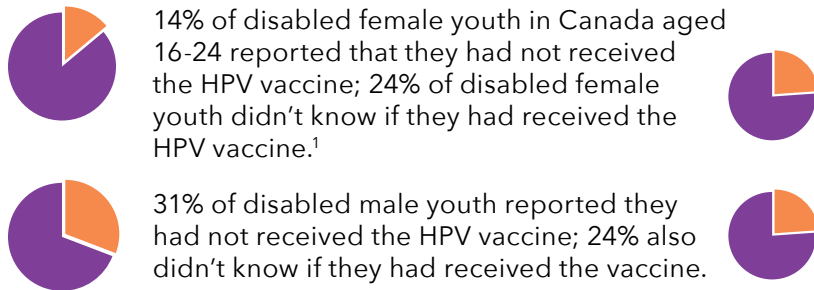 14% of disabled female youth in Canada aged
16-24 reported that they had not received
the HPV vaccine; 24% of disabled female
youth didn’t know if they had received the
HPV vaccine.1
31% of disabled male youth reported they
had not received the HPV vaccine; 24% also
didn’t know if they had received the vaccine.